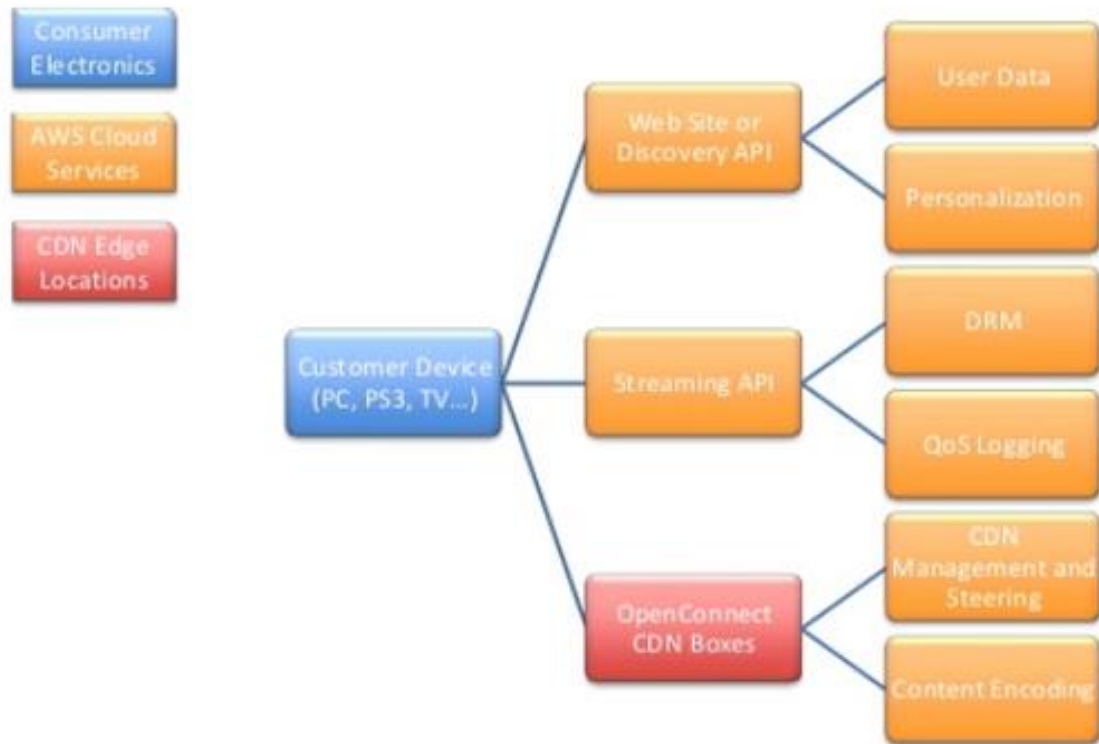 Consumer
Electronics
AWS Cloud
Services
CDN Edge
Locations
Customer Device
(PC, PS3, TV...)
Web Site or
Discovery API
User Data
Personalization
Streaming API
DRM
QoS Logging
OpenConnect
CDN Boxes
CDN
Management and
Steering
Content Encoding